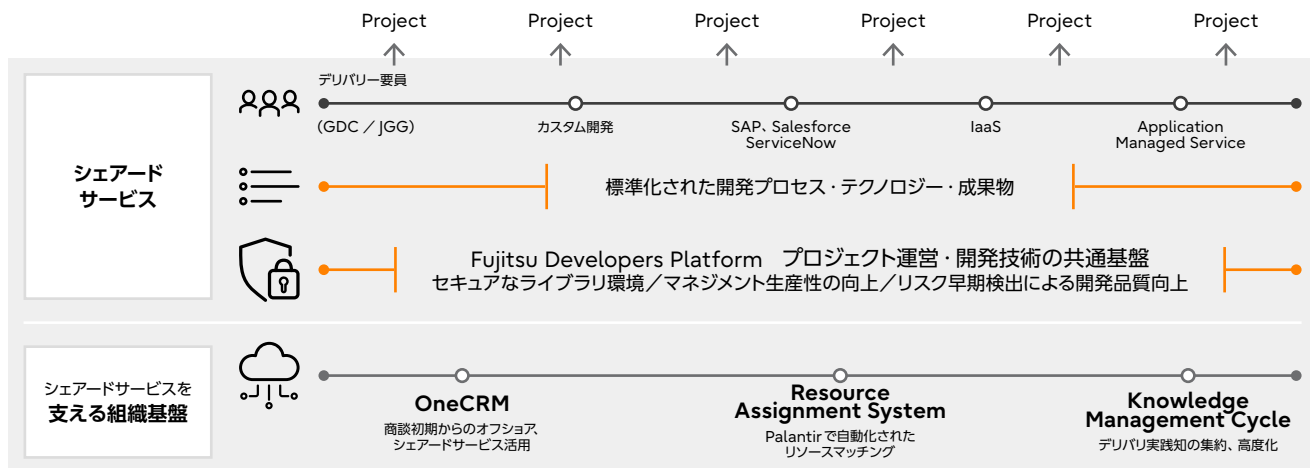 Project Project Project Project Project Project
シェアード
サービス
デリバリー要員
(GDC ／ JGG)
カスタム開発
SAP、Salesforce
ServiceNow
IaaS
Application
Managed Service
標準化された開発プロセス・テクノロジー・成果物
Fujitsu Developers Platform プロジェクト運営・開発技術の共通基盤
セキュアなライブラリ環境／マネジメント生産性の向上／リスク早期検出による開発品質向上
シェアードサービスを
支える組織基盤
OneCRM
商談初期からのオフショア、
シェアードサービス活用
Resource
Assignment System
Palantirで自動化された
リソースマッチング
Knowledge
Management Cycle
デリバリ実践知の集約、高度化